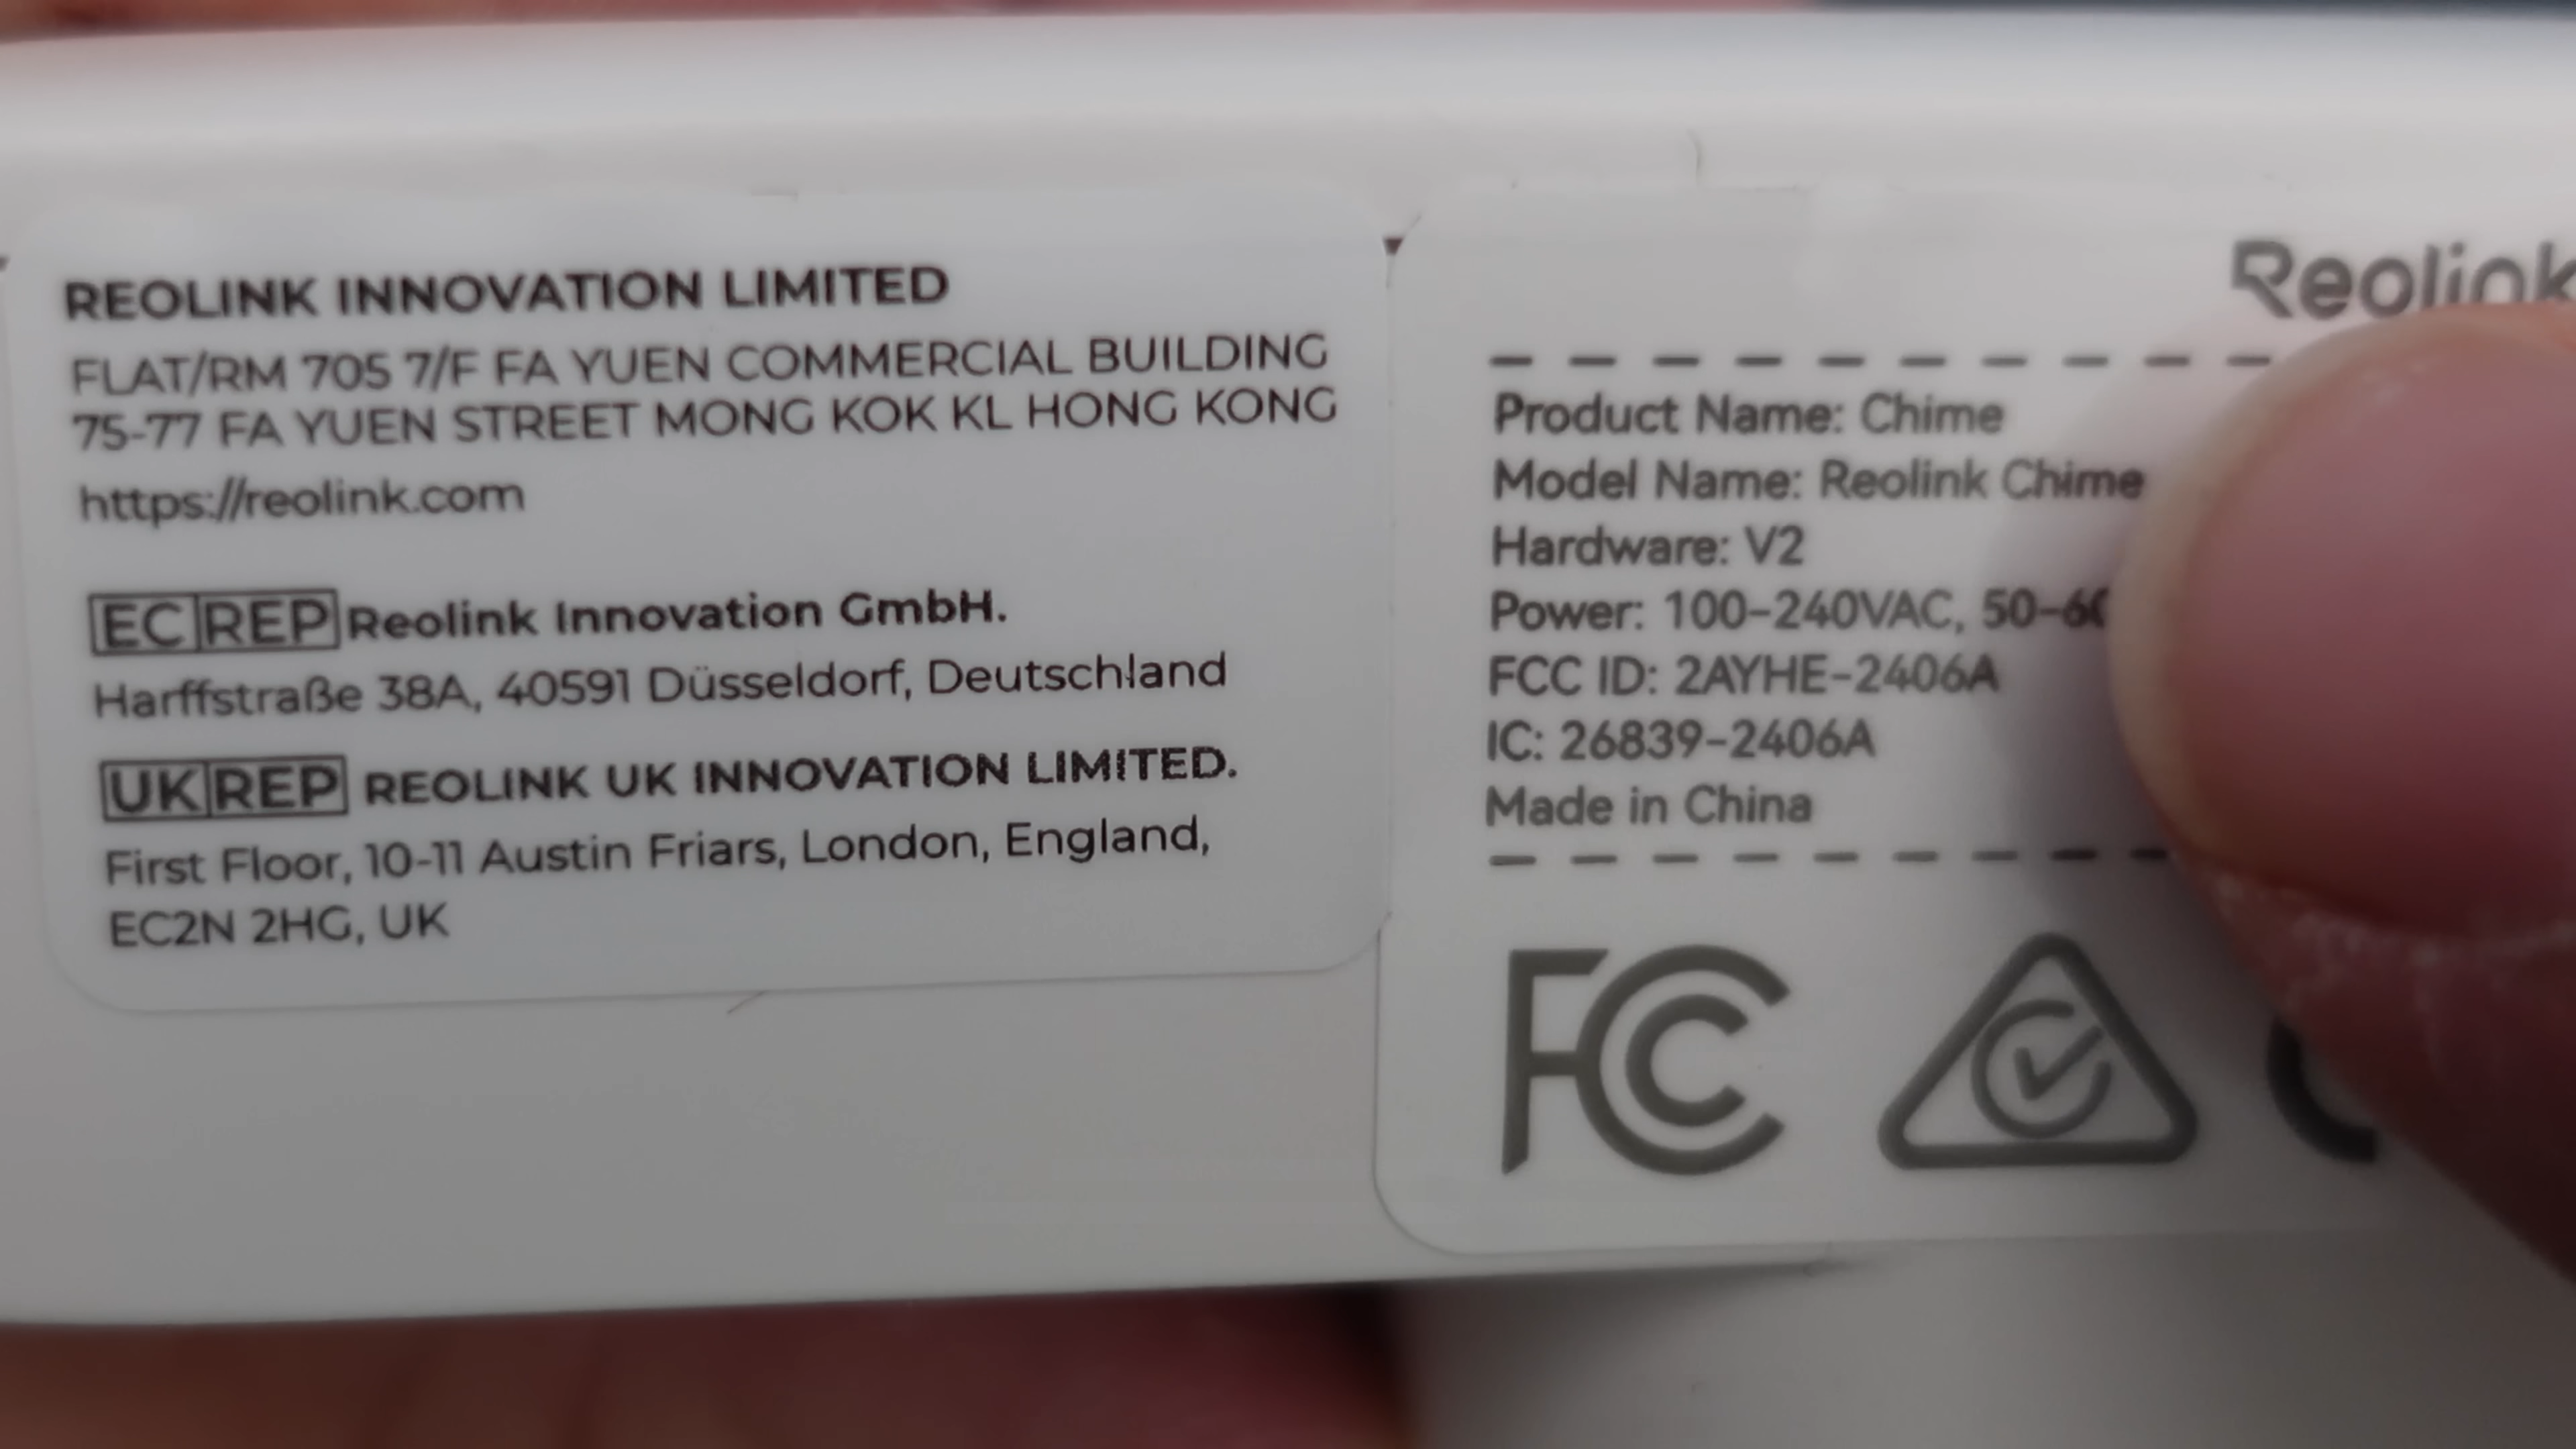 REOLINK INNOVATION LIMITED
FLAT/RM 705 7/F FA YUEN COMMERCIAL BUILDING
75-77 FA YUEN STREET MONG KOK KL HONG KONG
https://reolink.com
EC REP Reolink Innovation GmbH.
Harffstraße 38A, 40591 Düsseldorf, Deutschland
UK REP REOLINK UK INNOVATION LIMITED.
First Floor, 10-11 Austin Friars, London, England,
EC2N 2HG, UK
Reolink
Product Name: Chime
Model Name: Reolink Chime
Hardware: V2
Power: 100-240VAC, 50-60
FCC ID: 2AYHE-2406A
IC: 26839-2406A
Made in China
FC